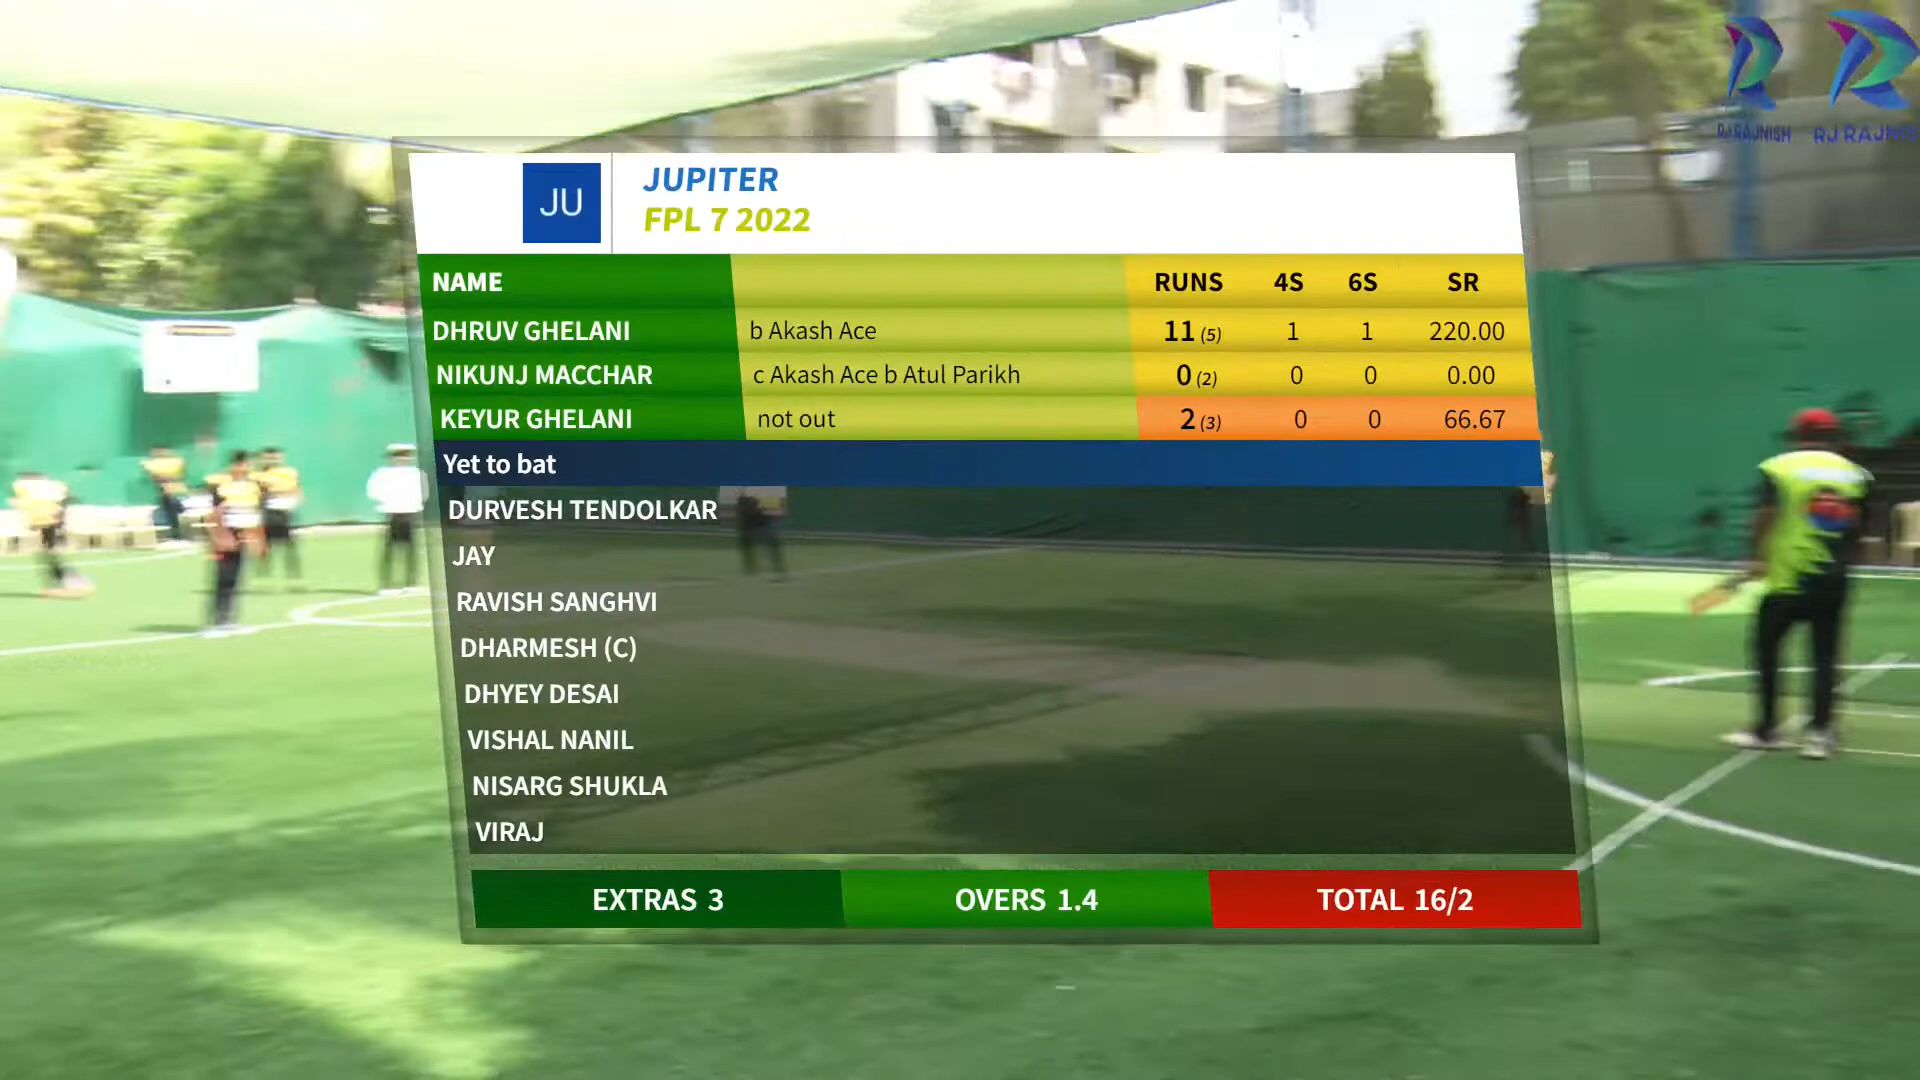 RJ RAJNISH
RJ RAJNIS
JU
JUPITER
FPL 7 2022
NAME RUNS 4S 6S SR
DHRUV GHELANI b Akash Ace 11 (5) 1 1 220.00
NIKUNJ MACCHAR c Akash Ace b Atul Parikh 0 (2) 0 0 0.00
KEYUR GHELANI not out 2 (3) 0 0 66.67
Yet to bat
DURVESH TENDOLKAR
JAY
RAVISH SANGHVI
DHARMESH (C)
DHYEY DESAI
VISHAL NANIL
NISARG SHUKLA
VIRAJ
EXTRAS 3 OVERS 1.4 TOTAL 16/2